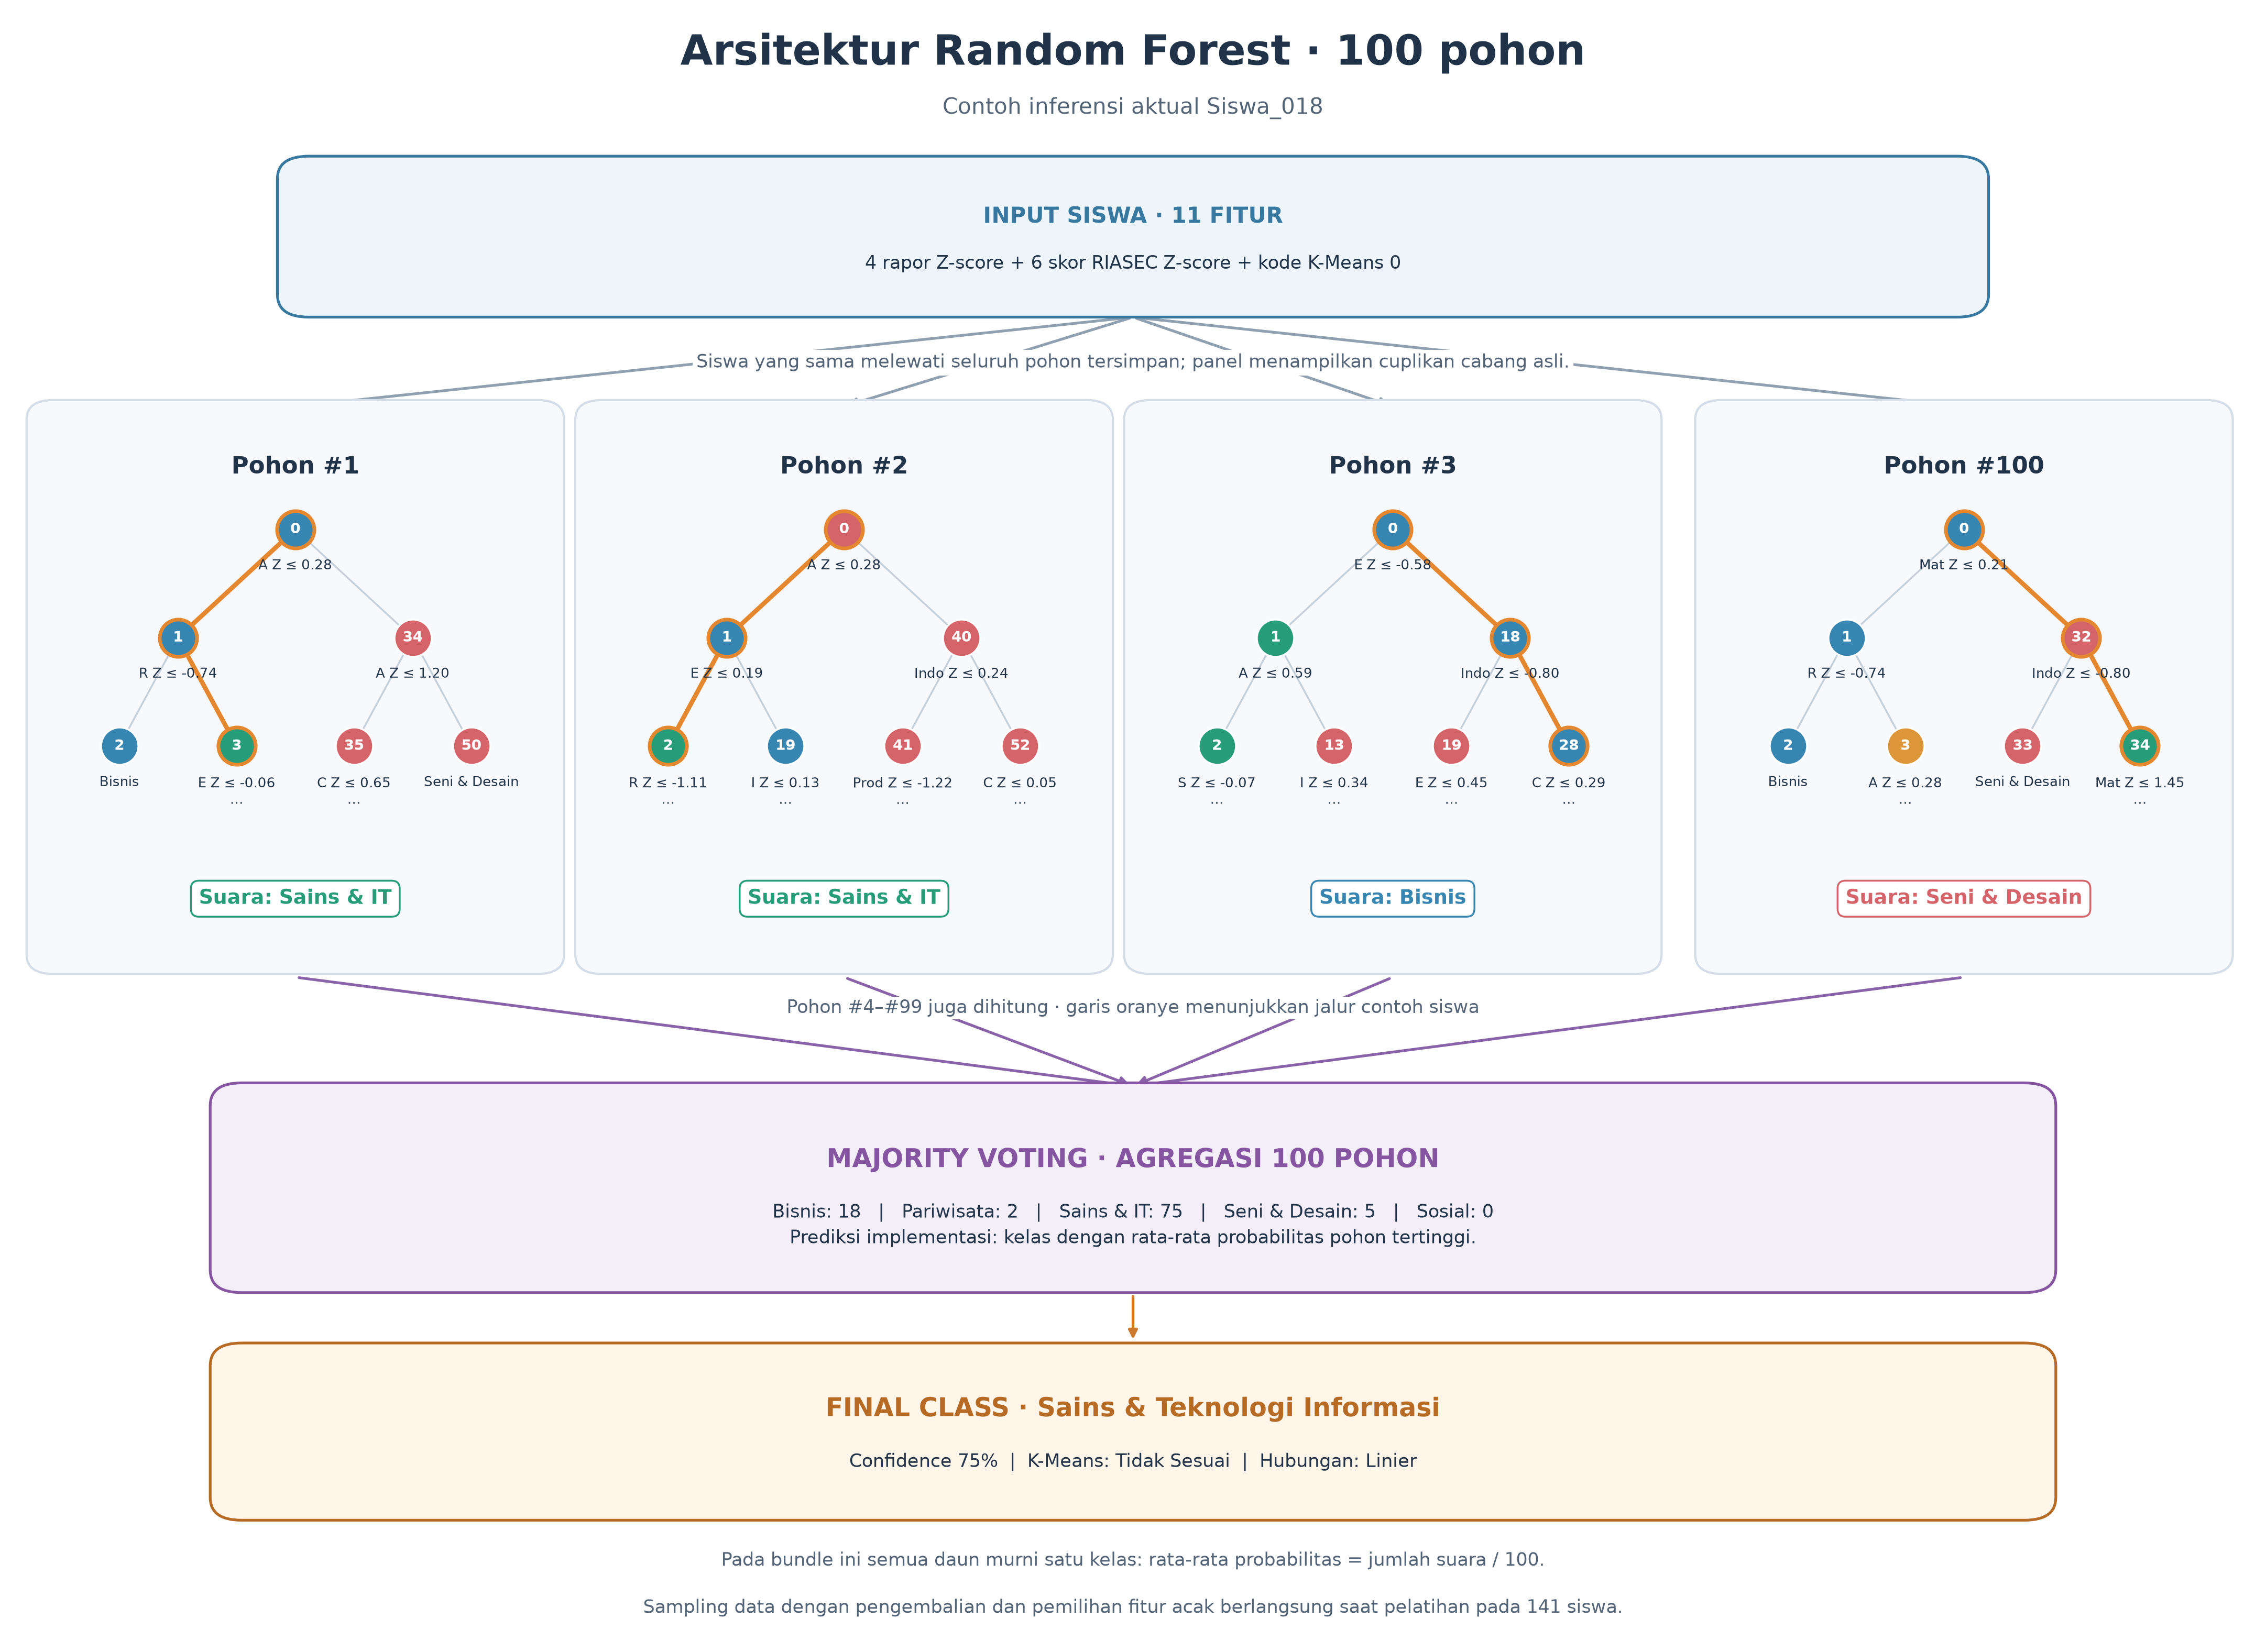 Arsitektur Random Forest · 100 pohon
Contoh inferensi aktual Siswa_018
INPUT SISWA · 11 FITUR
4 rapor Z-score + 6 skor RIASEC Z-score + kode K-Means 0
Siswa yang sama melewati seluruh pohon tersimpan; panel menampilkan cuplikan cabang asli.
Pohon #1
0
A Z ≤ 0.28
1
34
R Z ≤ -0.74
A Z ≤ 1.20
2
3
35
50
Bisnis
E Z ≤ -0.06
C Z ≤ 0.65
Seni & Desain
...
...
Suara: Sains & IT
Pohon #2
0
A Z ≤ 0.28
1
40
E Z ≤ 0.19
Indo Z ≤ 0.24
2
19
41
52
R Z ≤ -1.11
I Z ≤ 0.13
Prod Z ≤ -1.22
C Z ≤ 0.05
...
...
...
...
Suara: Sains & IT
Pohon #3
0
E Z ≤ -0.58
1
18
A Z ≤ 0.59
Indo Z ≤ -0.80
2
13
19
28
S Z ≤ -0.07
I Z ≤ 0.34
E Z ≤ 0.45
C Z ≤ 0.29
...
...
...
...
Suara: Bisnis
Pohon #100
0
Mat Z ≤ 0.21
1
32
R Z ≤ -0.74
Indo Z ≤ -0.80
2
3
33
34
Bisnis
A Z ≤ 0.28
Seni & Desain
Mat Z ≤ 1.45
...
...
Suara: Seni & Desain
Pohon #4–#99 juga dihitung · garis oranye menunjukkan jalur contoh siswa
MAJORITY VOTING · AGREGASI 100 POHON
Bisnis: 18 | Pariwisata: 2 | Sains & IT: 75 | Seni & Desain: 5 | Sosial: 0
Prediksi implementasi: kelas dengan rata-rata probabilitas pohon tertinggi.
FINAL CLASS · Sains & Teknologi Informasi
Confidence 75% | K-Means: Tidak Sesuai | Hubungan: Linier
Pada bundle ini semua daun murni satu kelas: rata-rata probabilitas = jumlah suara / 100.
Sampling data dengan pengembalian dan pemilihan fitur acak berlangsung saat pelatihan pada 141 siswa.